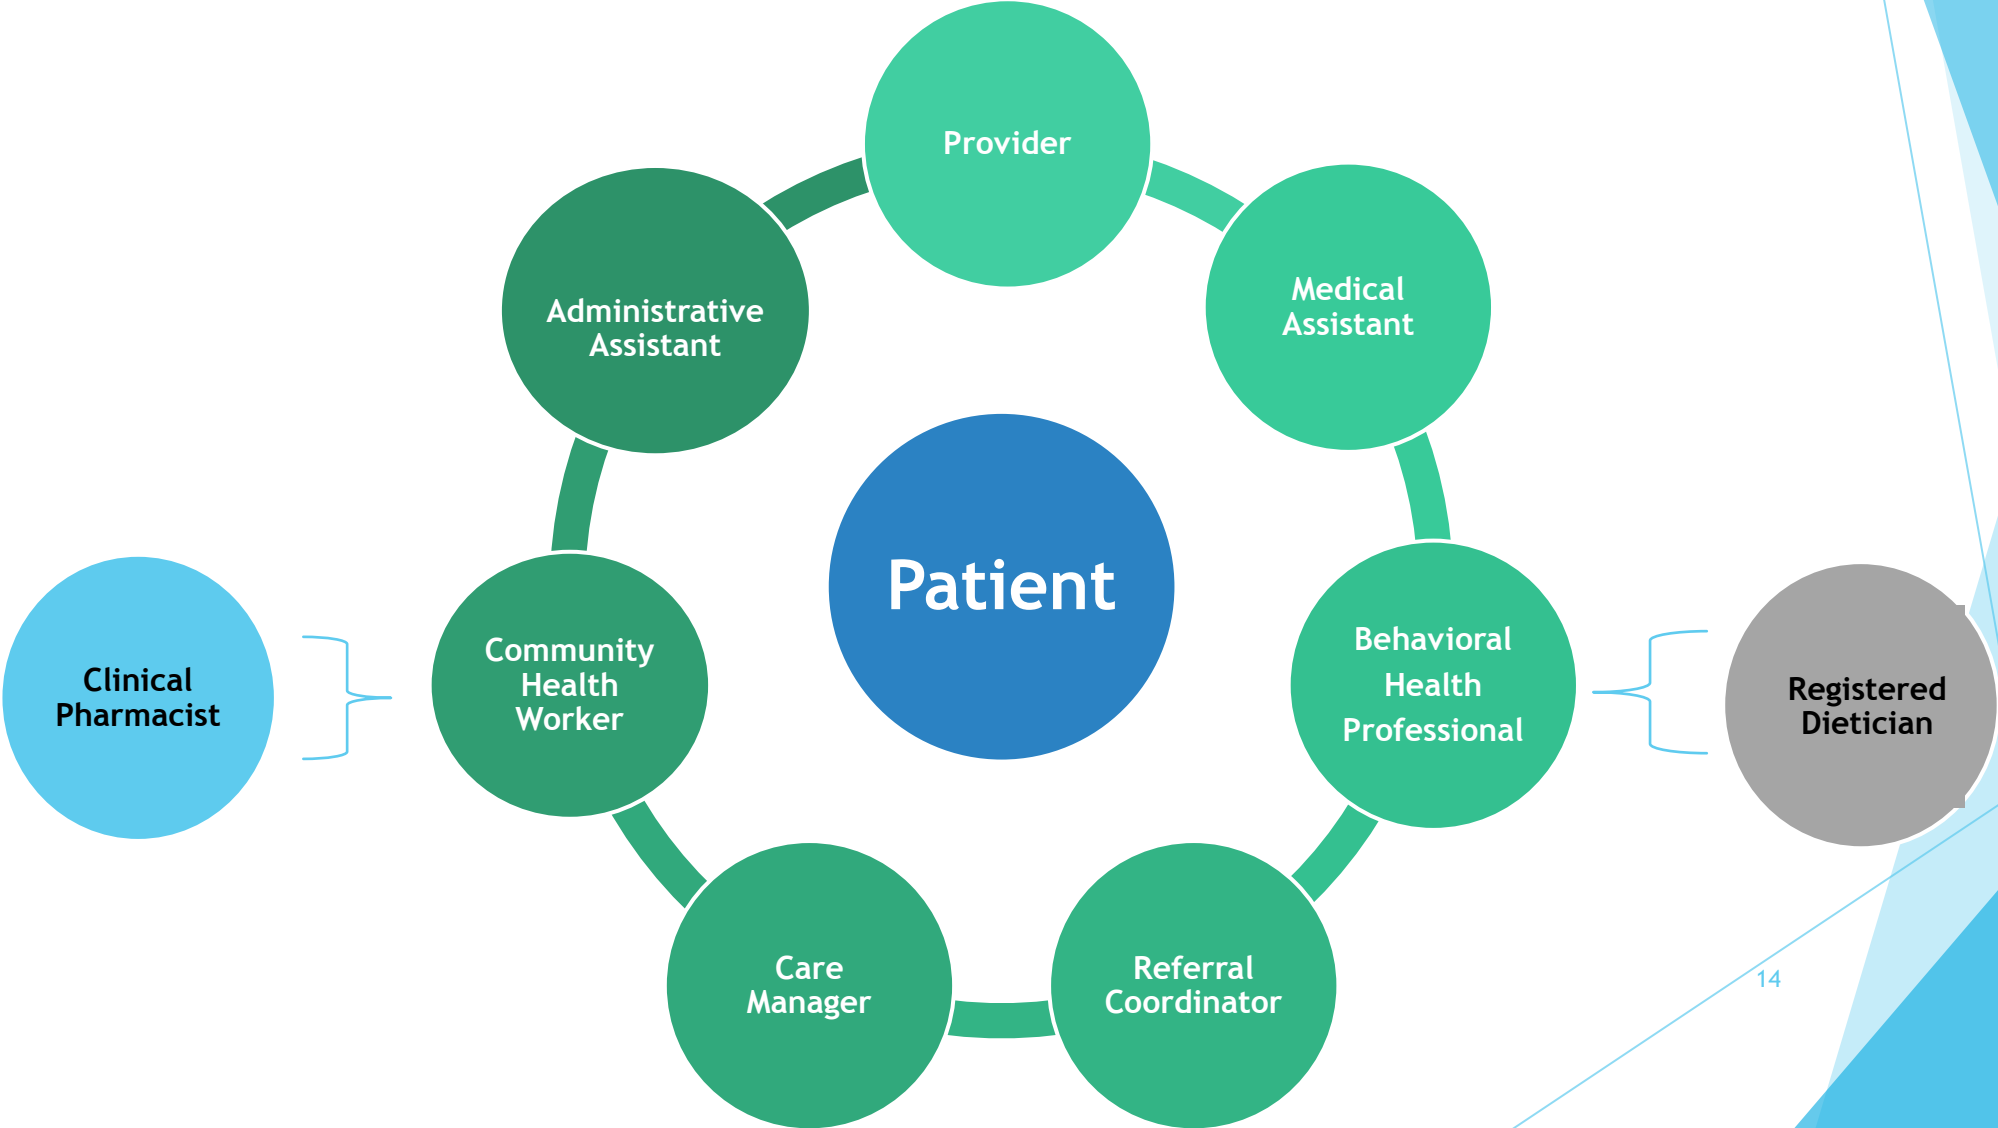 Provider
Medical
Assistant
Administrative
Assistant
Patient
Behavioral
Health
Professional
Community
Health
Worker
Clinical
Pharmacist
Registered
Dietician
Care
Manager
Referral
Coordinator
14